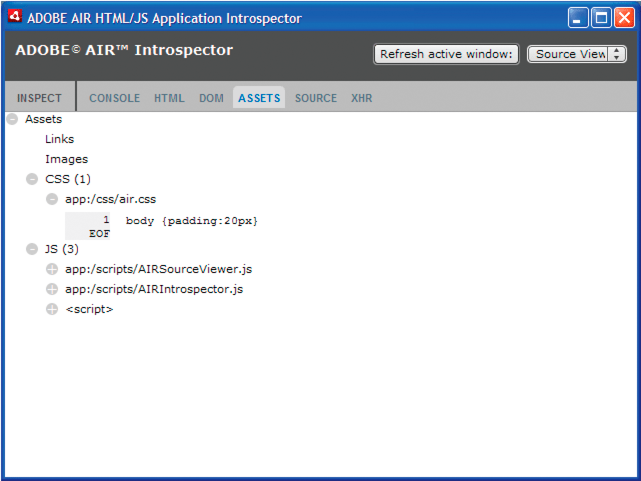 ADOBE AIR HTML/JS Application Introspector
ADOBE© AIR™ Introspector
Refresh active window:
Source View
INSPECT CONSOLE HTML DOM ASSETS SOURCE XHR
Assets
Links
Images
CSS (1)
app:/css/air.css
1 body {padding:20px}
EOF
JS (3)
app:/scripts/AIRSourceViewer.js
app:/scripts/AIRIntrospector.js
<script>